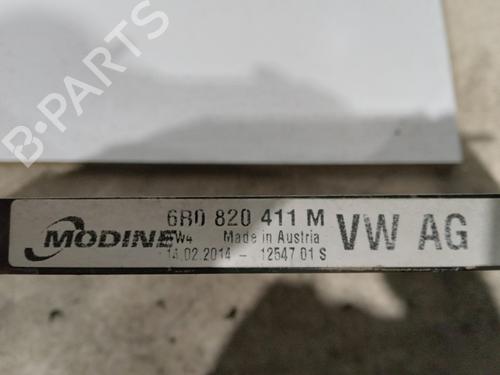 B-PARTS
6R0 820 411 M
MODINE
W4 Made in Austria
14.02.2014 - 12547 01 S
VW AG